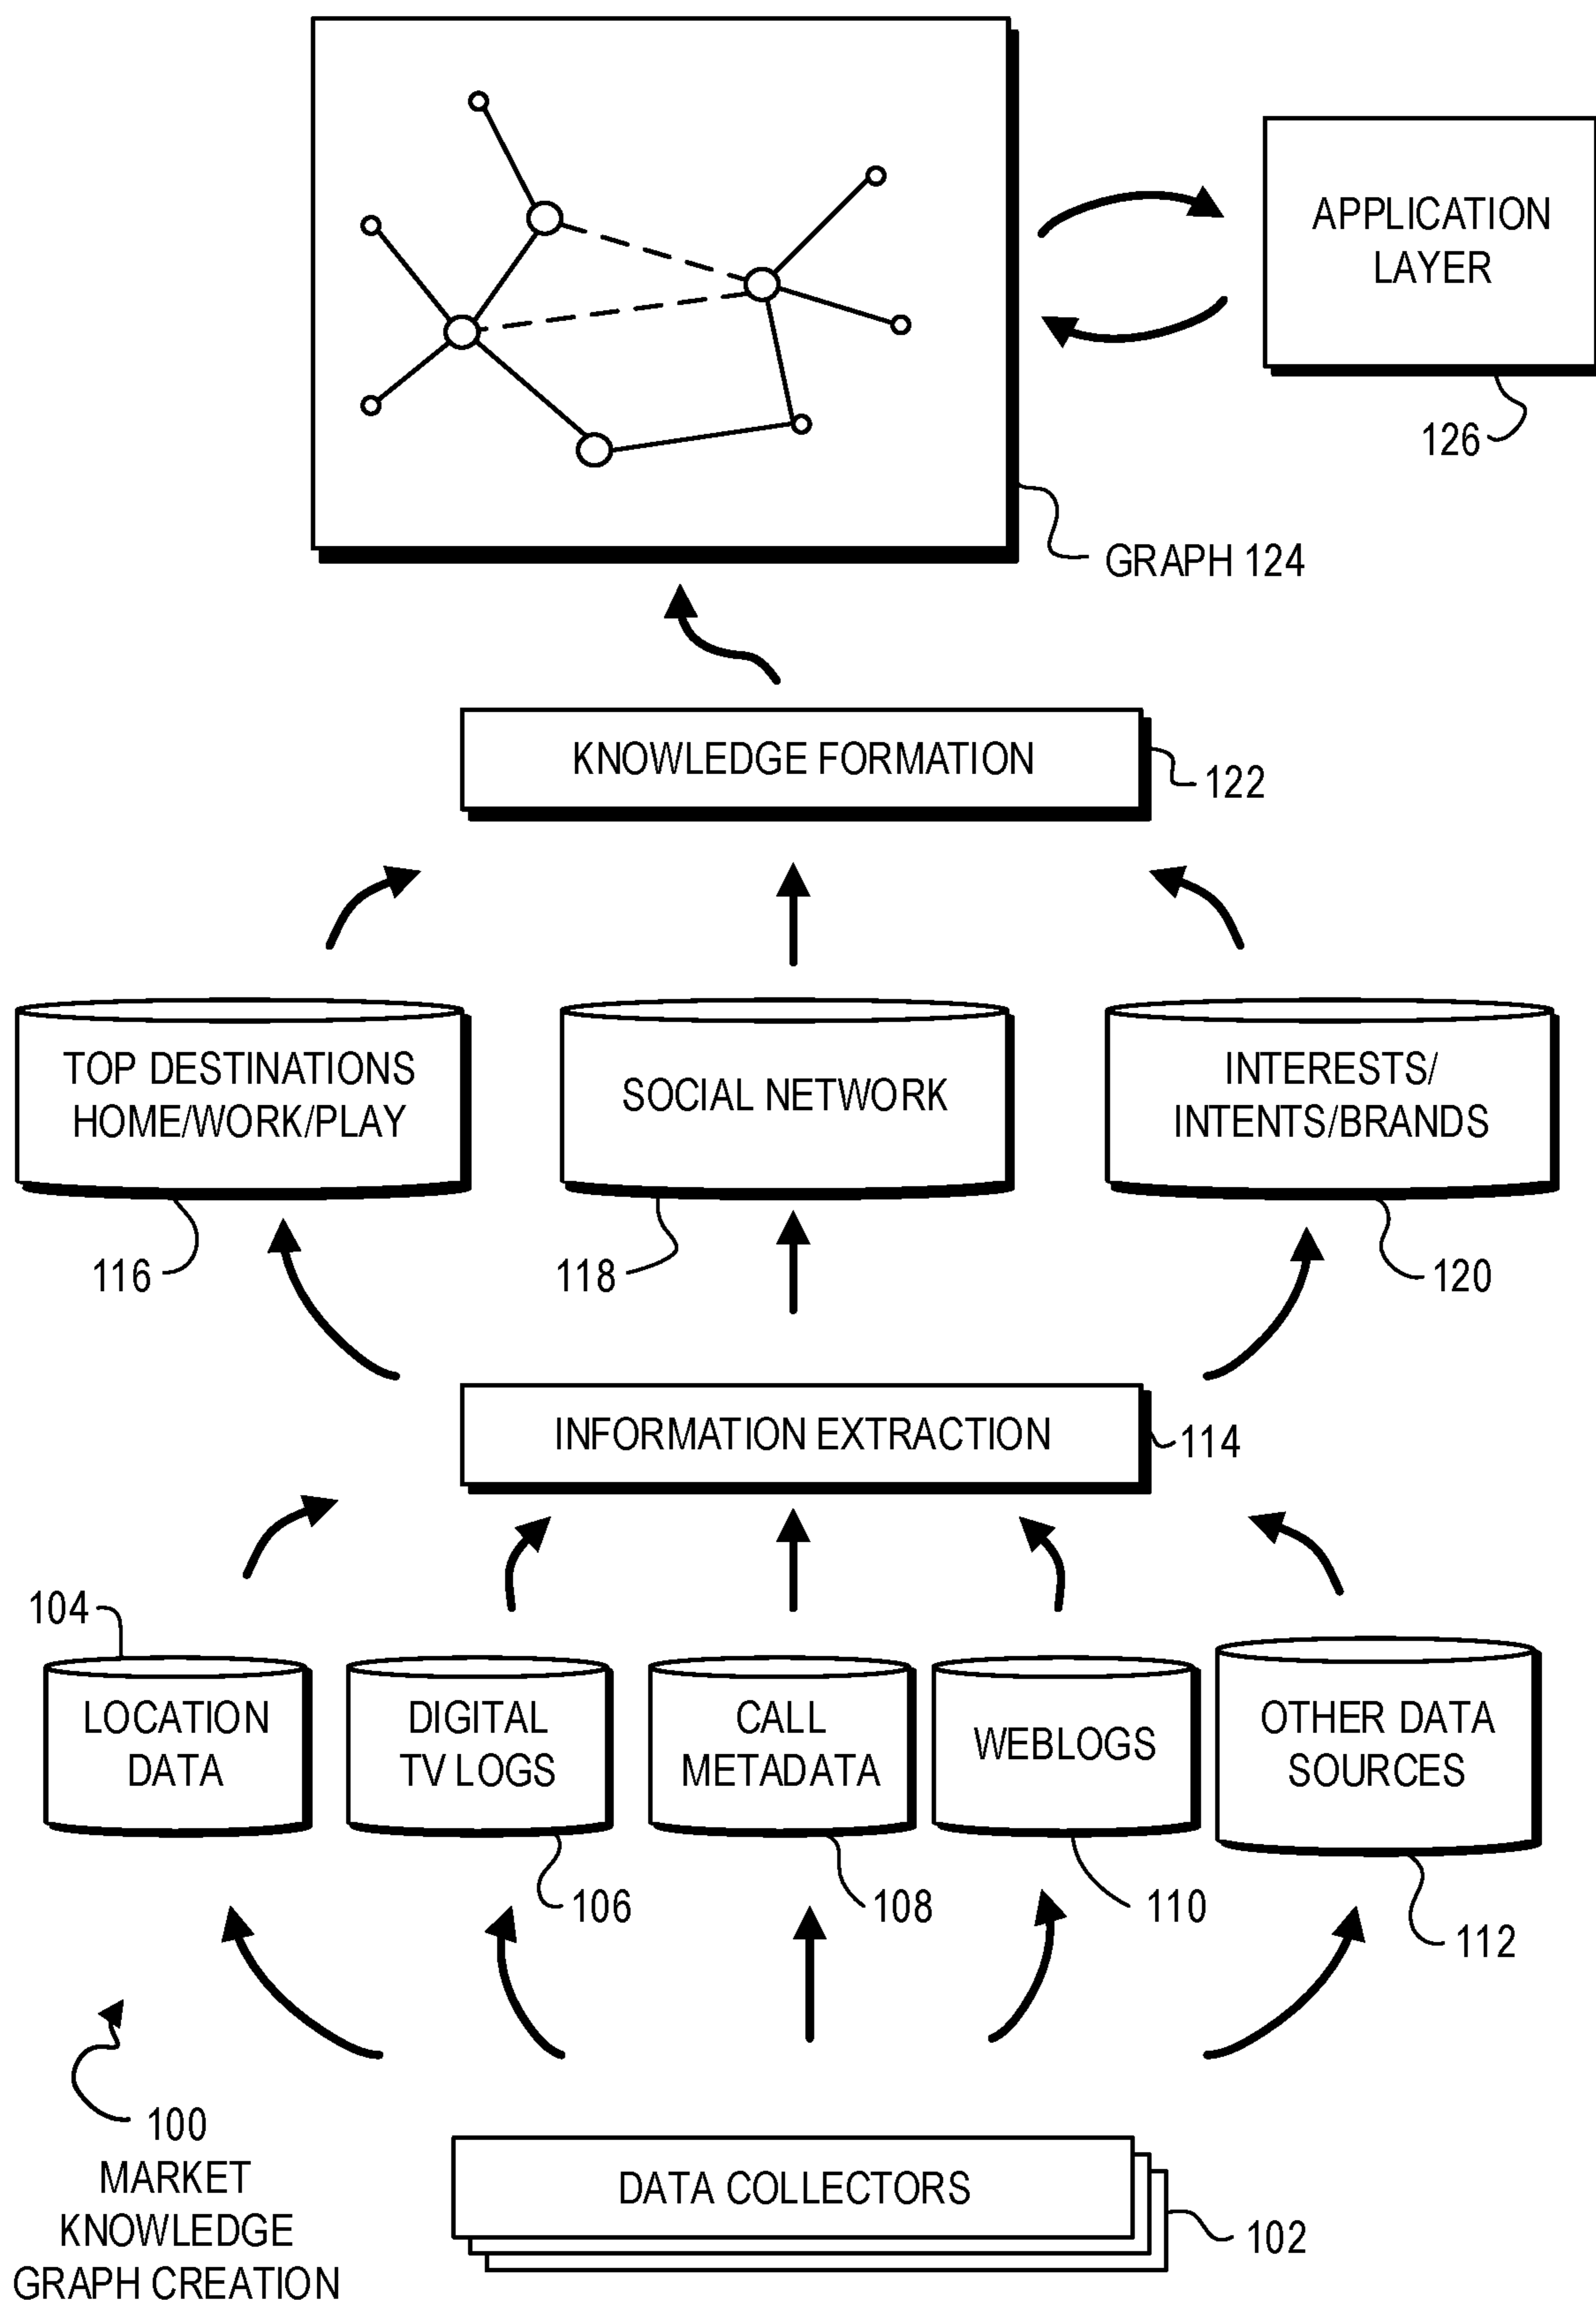 APPLICATION
LAYER
126
GRAPH 124
KNOWLEDGE FORMATION
122
TOP DESTINATIONS
HOME/WORK/PLAY
SOCIAL NETWORK
INTERESTS/
INTENTS/BRANDS
116
118
120
INFORMATION EXTRACTION
114
104
LOCATION
DATA
DIGITAL
TV LOGS
CALL
METADATA
WEBLOGS
OTHER DATA
SOURCES
106
108
110
112
100
MARKET
KNOWLEDGE
GRAPH CREATION
DATA COLLECTORS
102